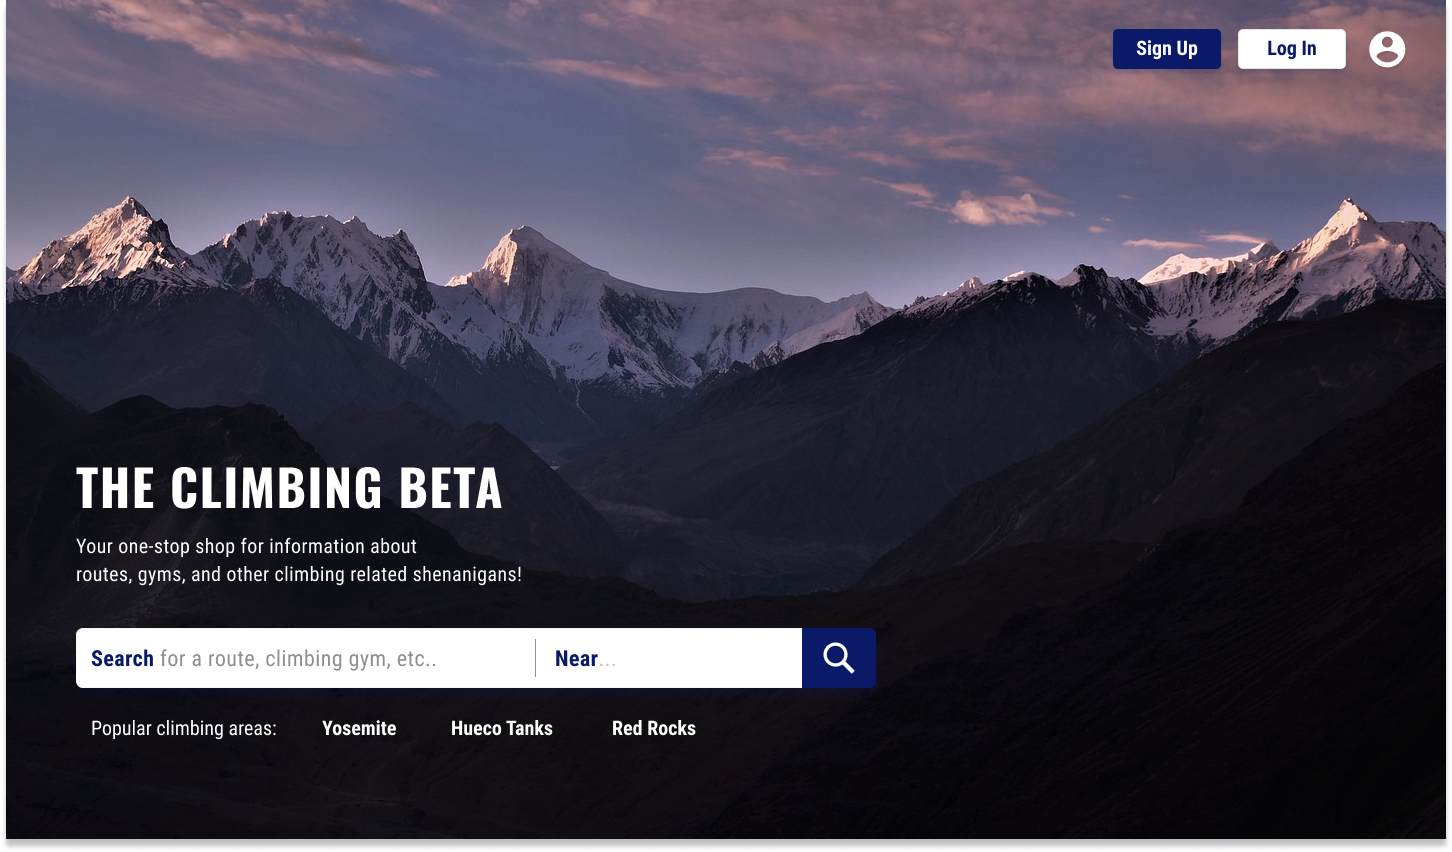 Sign Up Log In
THE CLIMBING BETA
Your one-stop shop for information about
routes, gyms, and other climbing related shenanigans!
Search for a route, climbing gym, etc.. Near...
Popular climbing areas: Yosemite Hueco Tanks Red Rocks